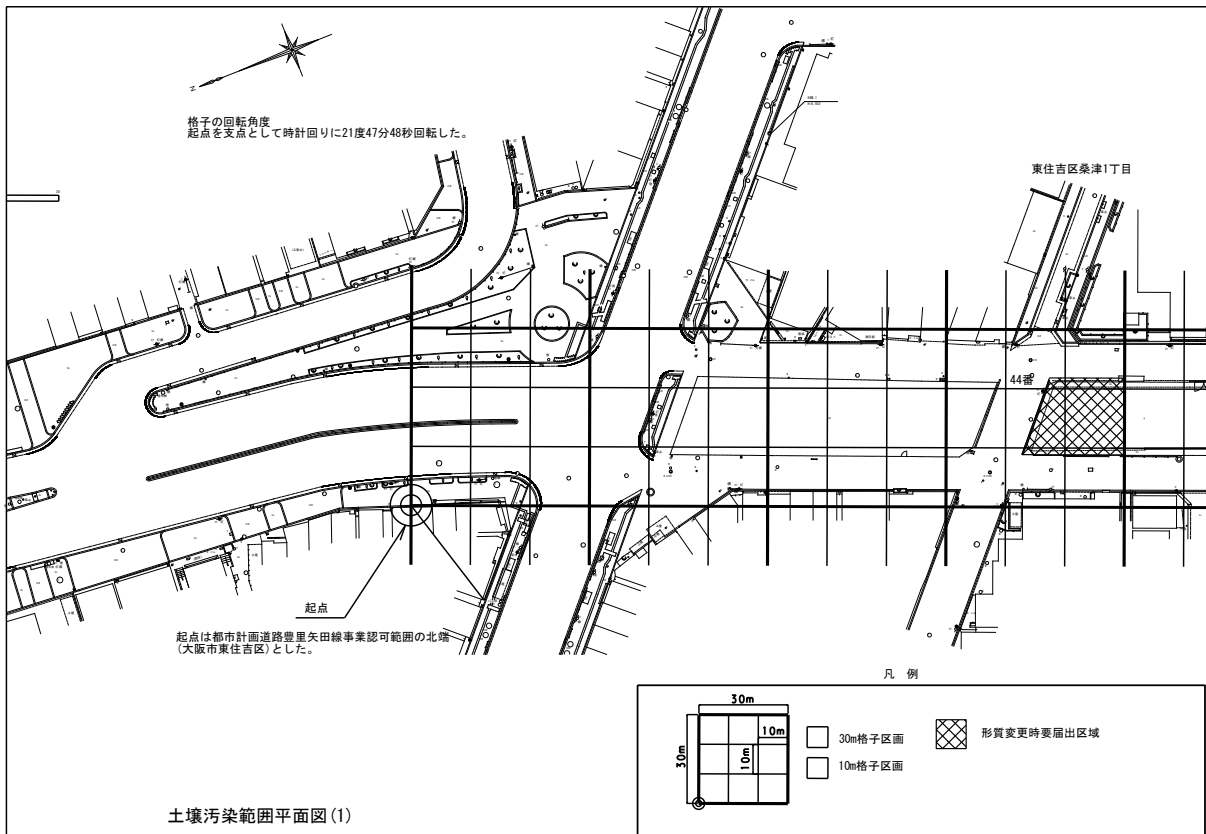 N
格子の回転角度
起点を支点として時計回りに21度47分48秒回転した。
東住吉区桑津1丁目
44番
起点
起点は都市計画道路豊里矢田線事業認可範囲の北端
(大阪市東住吉区)とした。
凡 例
30m
30m
10m
10m
30m格子区画
10m格子区画
形質変更時要届出区域
土壌汚染範囲平面図(1)